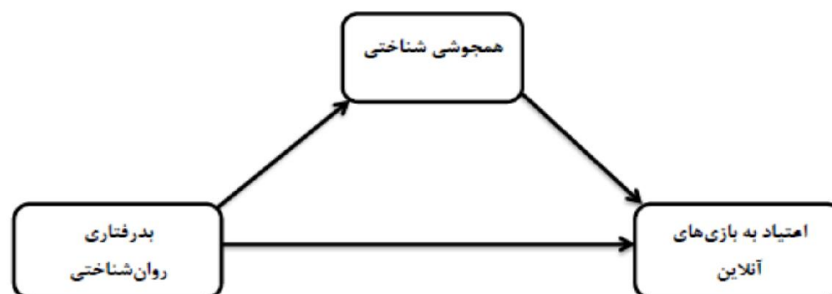 همجوشی شناختی
بدرفتاری
روان‌شناختی
اعتیاد به بازی‌های
آنلاین